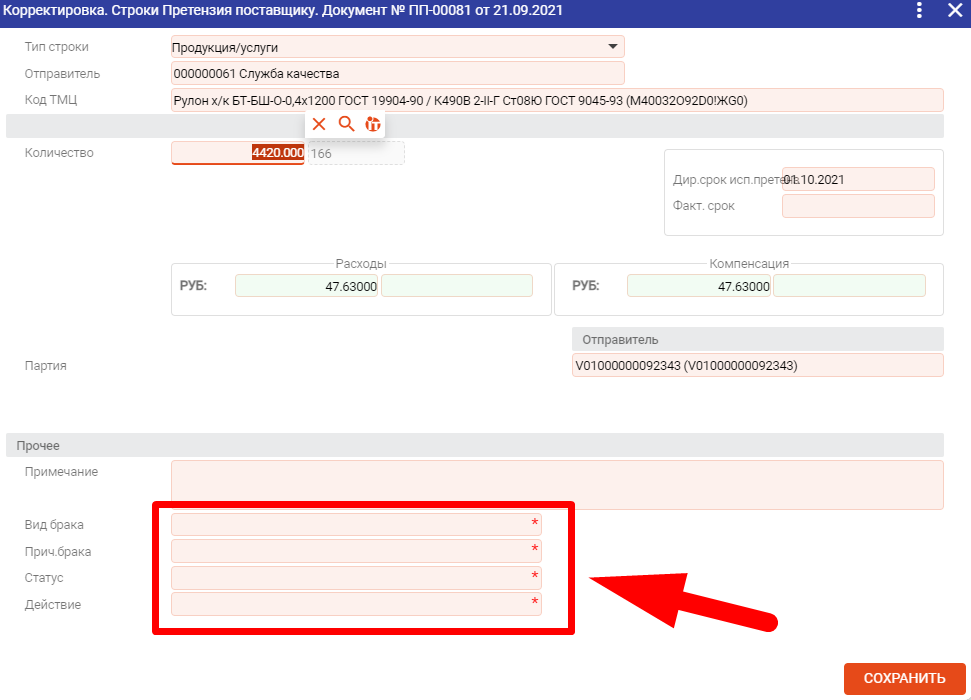 Корректировка. Строки Претензия поставщику. Документ № ПП-00081 от 21.09.2021
Тип строки Продукция/услуги
Отправитель 000000061 Служба качества
Код ТМЦ Рулон х/к БТ-БШ-О-0,4х1200 ГОСТ 19904-90 / К490В 2-II-Г Ст08Ю ГОСТ 9045-93 (М40032О92D0!ЖG0)
Количество 4420.000 166
Дир.срок исп.претенз 01.10.2021
Факт. срок
Расходы Компенсация
РУБ: 47.63000 РУБ: 47.63000
Отправитель
Партия V01000000092343 (V01000000092343)
Прочее
Примечание
Вид брака *
Прич.брака *
Статус *
Действие *
СОХРАНИТЬ